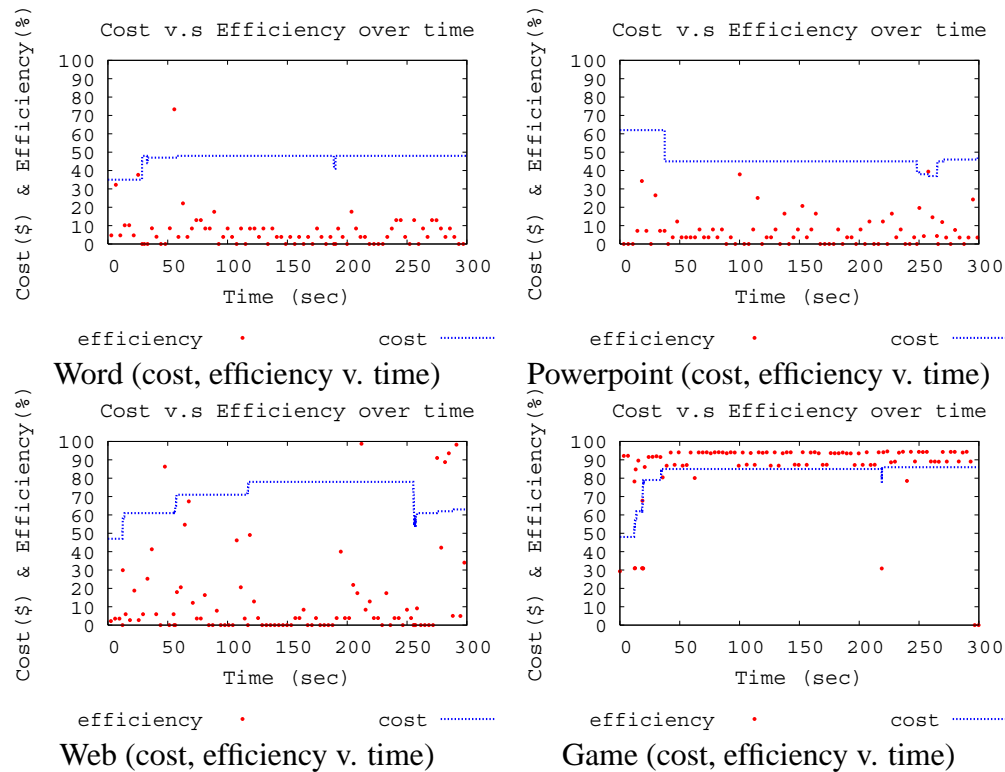 Cost v.s Efficiency over time
Cost($) & Efficiency(%)
100
90
80
70
60
50
40
30
20
10
0
0 50 100 150 200 250 300
Time (sec)
efficiency cost
Word (cost, efficiency v. time)
Cost v.s Efficiency over time
Cost($) & Efficiency(%)
100
90
80
70
60
50
40
30
20
10
0
0 50 100 150 200 250 300
Time (sec)
efficiency cost
Powerpoint (cost, efficiency v. time)
Cost v.s Efficiency over time
Cost($) & Efficiency(%)
100
90
80
70
60
50
40
30
20
10
0
0 50 100 150 200 250 300
Time (sec)
efficiency cost
Web (cost, efficiency v. time)
Cost v.s Efficiency over time
Cost($) & Efficiency(%)
100
90
80
70
60
50
40
30
20
10
0
0 50 100 150 200 250 300
Time (sec)
efficiency cost
Game (cost, efficiency v. time)